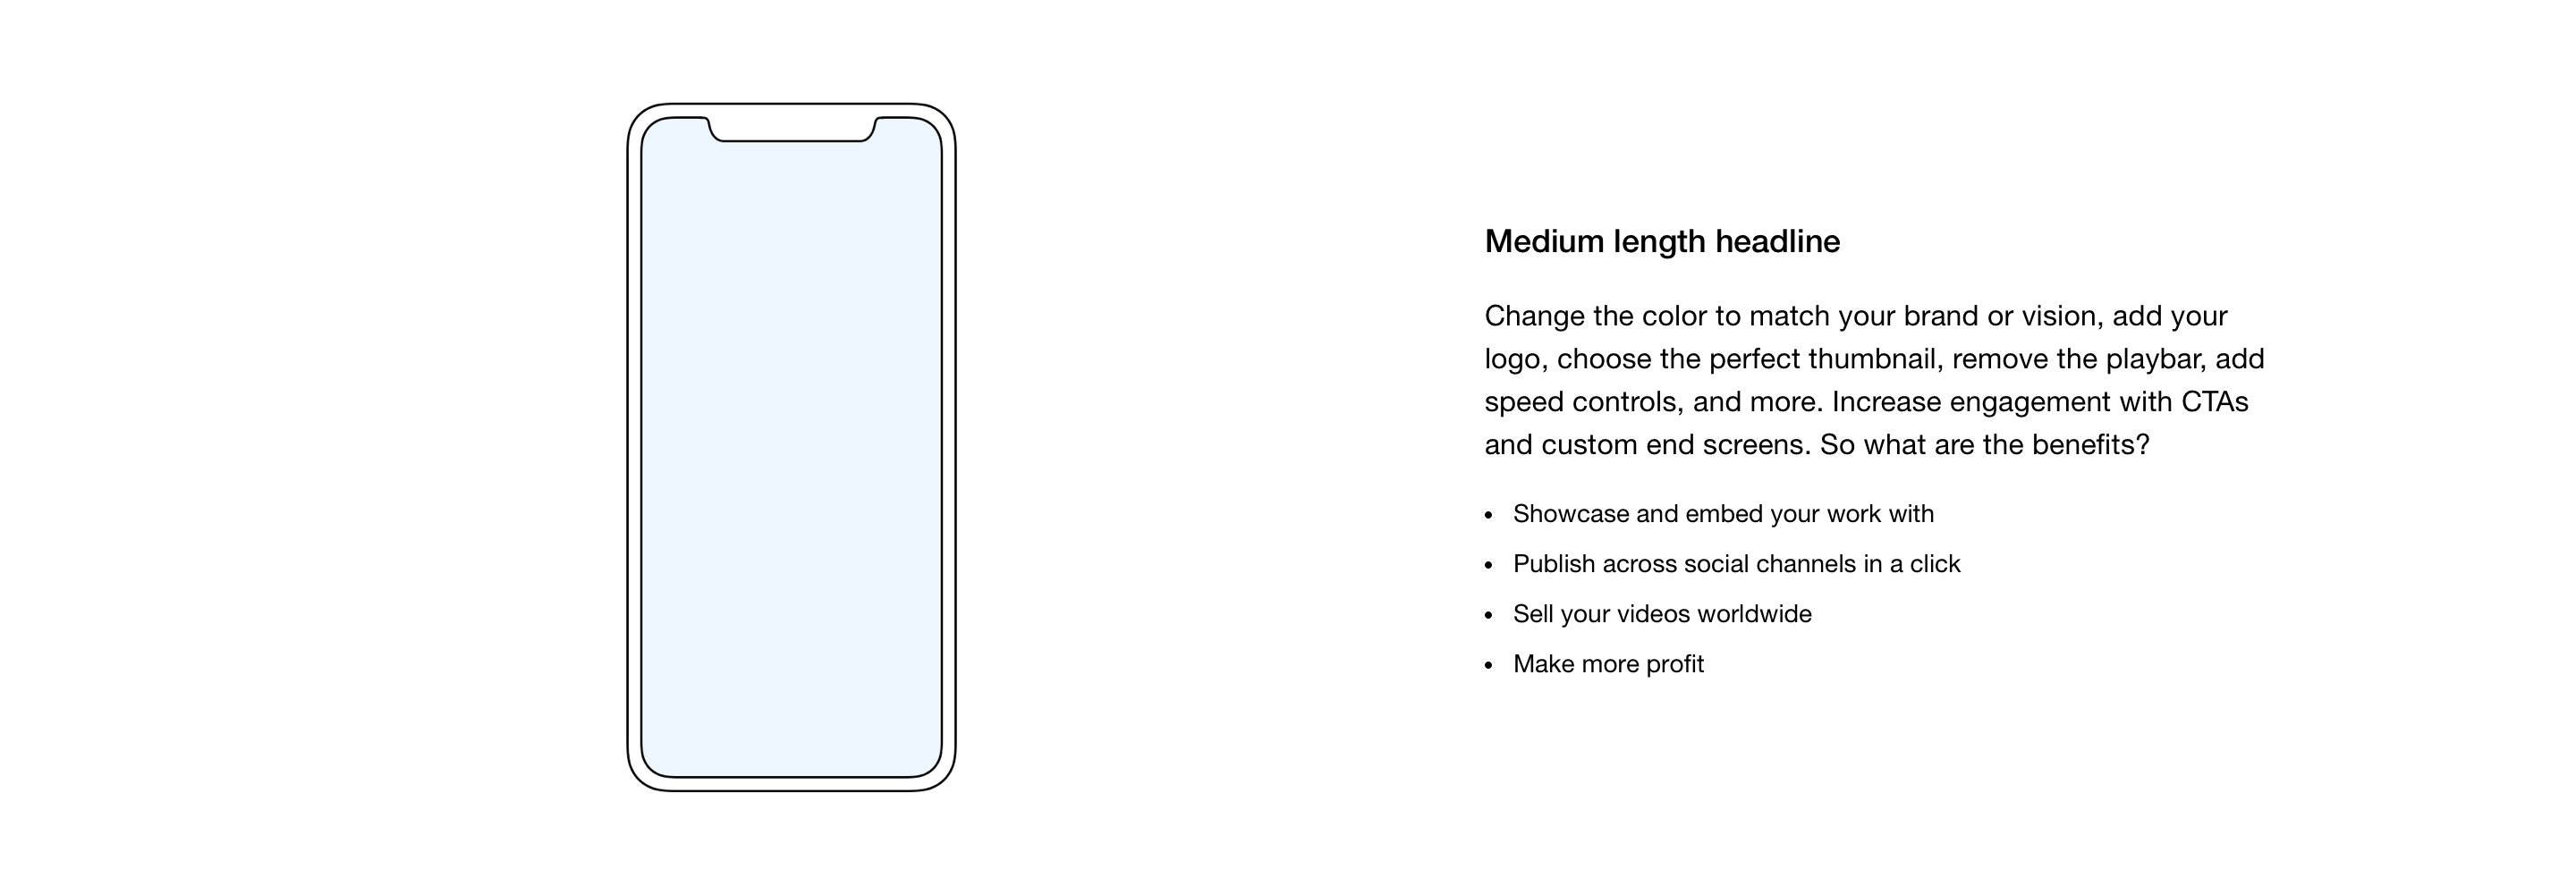 Medium length headline
Change the color to match your brand or vision, add your
logo, choose the perfect thumbnail, remove the playbar, add
speed controls, and more. Increase engagement with CTAs
and custom end screens. So what are the benefits?
• Showcase and embed your work with
• Publish across social channels in a click
• Sell your videos worldwide
• Make more profit